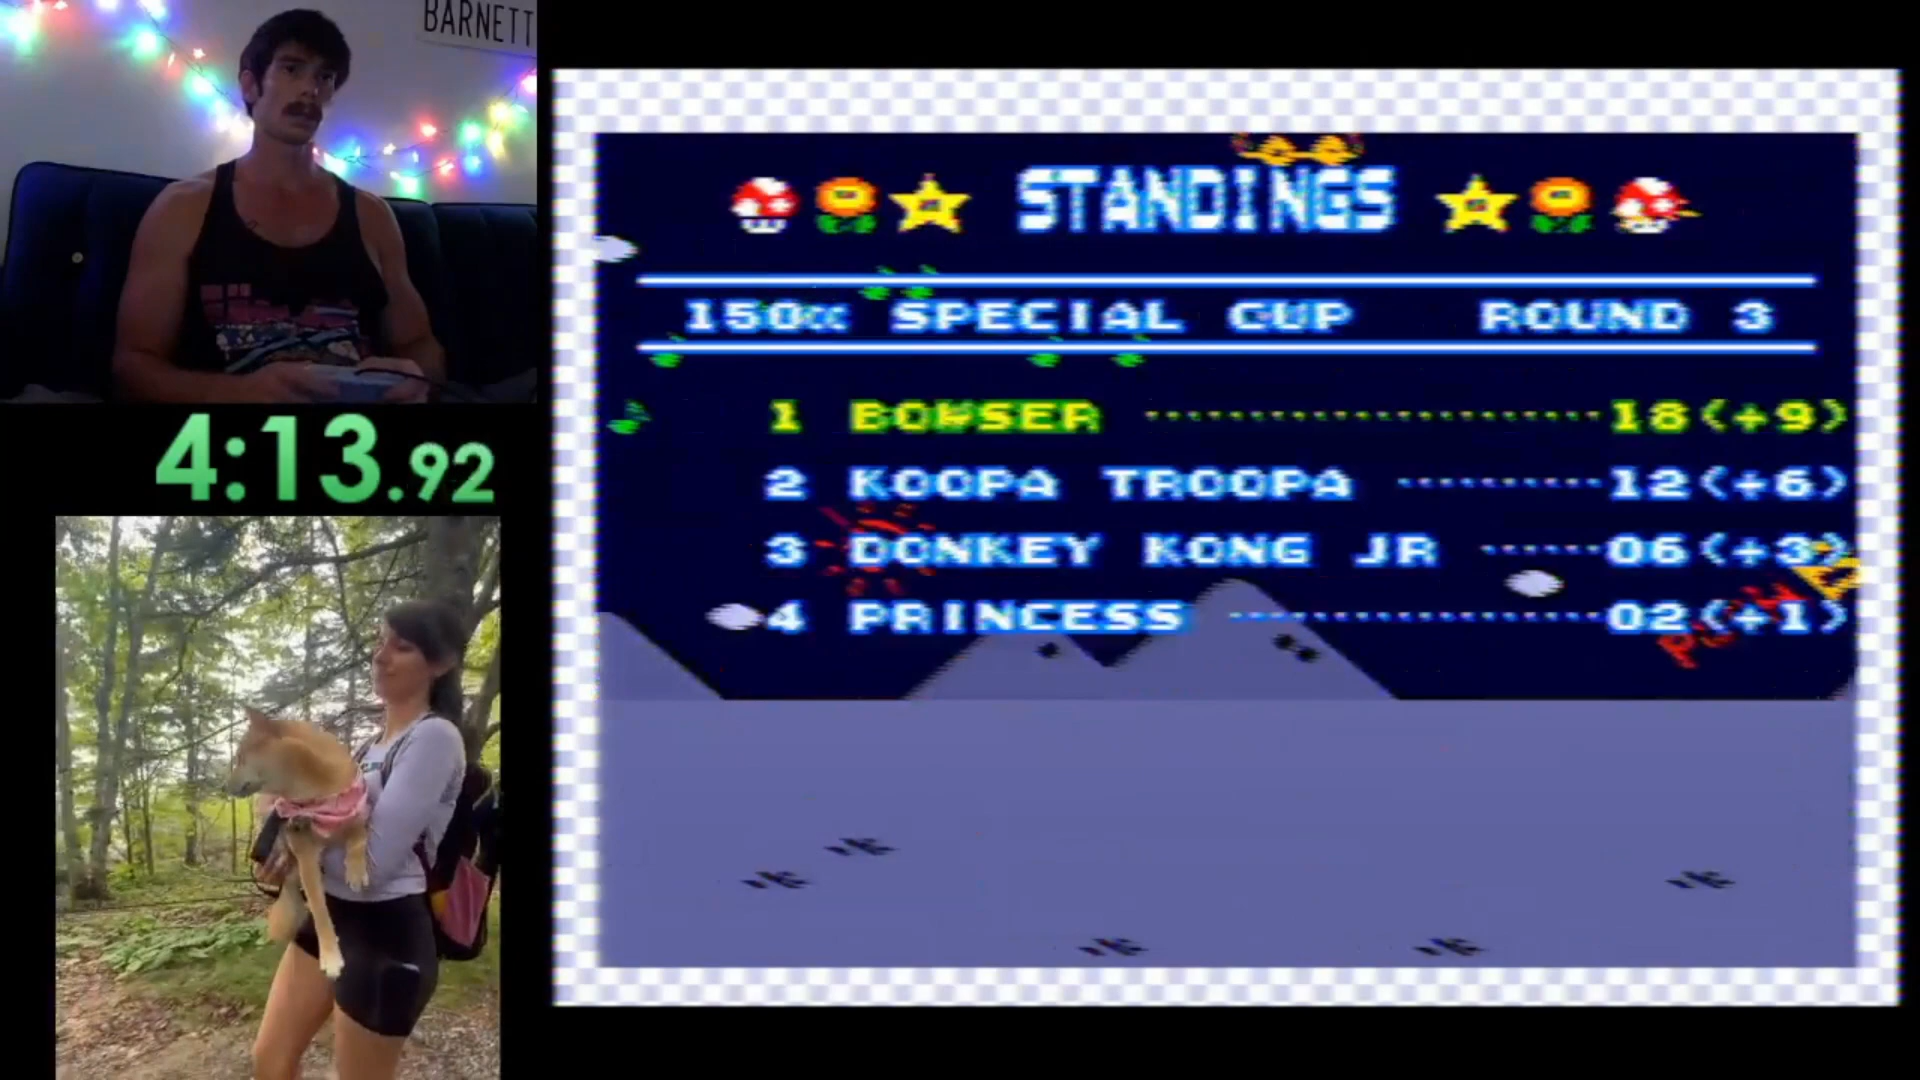 BARNETT
4:13.92
STANDINGS
150cc SPECIAL CUP ROUND 3
1 BOWSER 18(+9)
2 KOOPA TROOPA 12(+6)
3 DONKEY KONG JR 06(+3)
4 PRINCESS 02(+1)